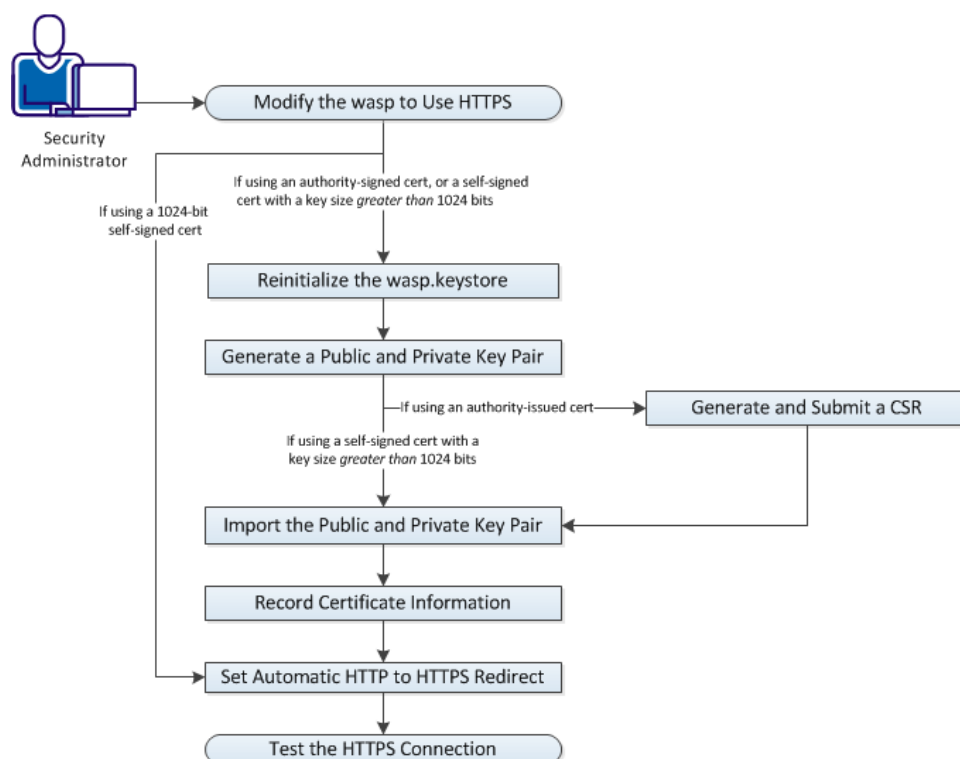 Modify the wasp to Use HTTPS
Security
Administrator
If using an authority-signed cert, or a self-signed
cert with a key size greater than 1024 bits
If using a 1024-bit
self-signed cert
Reinitialize the wasp.keystore
Generate a Public and Private Key Pair
If using an authority-issued cert
Generate and Submit a CSR
If using a self-signed cert with a
key size greater than 1024 bits
Import the Public and Private Key Pair
Record Certificate Information
Set Automatic HTTP to HTTPS Redirect
Test the HTTPS Connection